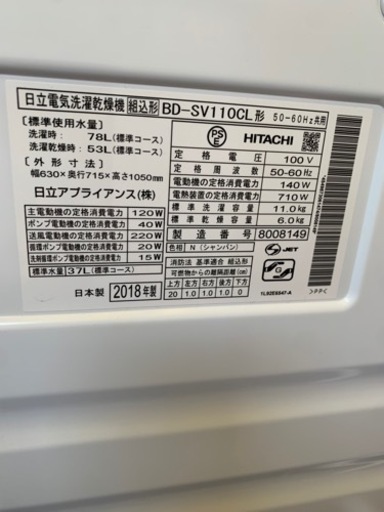 日立電気洗濯乾燥機 組込形 BD-SV110CL形 50-60Hz共用
[標準使用水量]
洗濯時: 78L(標準コース)
洗乾時: 53L(標準コース)
[外形寸法]
幅630×奥行715×高さ1050mm
日立アプライアンス(株)
主電動機の定格消費電力 120W
ポンプ電動機の定格消費電力 40W
送風電動機の定格消費電力 220W
循環ポンプ電動機の定格消費電力 20W
洗剤循環ポンプ電動機定格消費電力 15W
標準水量 37L(標準コース)
日本製 2018年製
PSE HITACHI
定格電圧 100V
定格周波数 50-60Hz
電動機の定格消費電力 140W
電熱装置の定格消費電力 710W
標準洗濯容量 11.0kg
標準乾燥容量 6.0kg
製造番号 8008149
色相 N(シャンパン)
消防法 基準適合 組込形
可燃物からの離隔距離(cm)
上方 左方 右方 前方 後方 下方
20 1.0 1.0 0 1.0 0
S JET
G
YL92ES547-A
>PP<